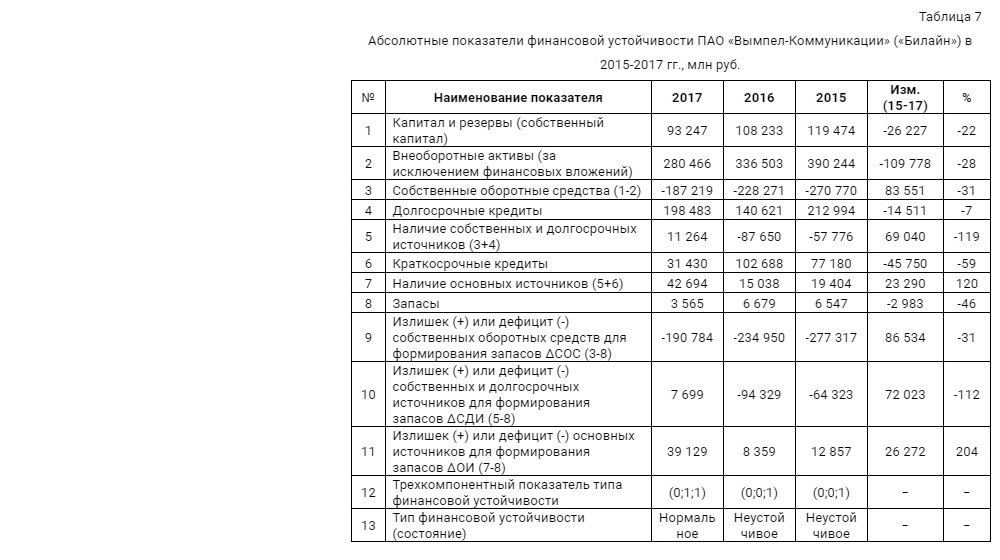 Таблица 7
Абсолютные показатели финансовой устойчивости ПАО «Вымпел-Коммуникации» («Билайн») в
2015-2017 гг., млн руб.
№ Наименование показателя 2017 2016 2015 Изм. (15-17) %
1 Капитал и резервы (собственный
капитал) 93 247 108 233 119 474 -26 227 -22
2 Внеоборотные активы (за
исключением финансовых вложений) 280 466 336 503 390 244 -109 778 -28
3 Собственные оборотные средства (1-2) -187 219 -228 271 -270 770 83 551 -31
4 Долгосрочные кредиты 198 483 140 621 212 994 -14 511 -7
5 Наличие собственных и долгосрочных
источников (3+4) 11 264 -87 650 -57 776 69 040 -119
6 Краткосрочные кредиты 31 430 102 688 77 180 -45 750 -59
7 Наличие основных источников (5+6) 42 694 15 038 19 404 23 290 120
8 Запасы 3 565 6 679 6 547 -2 983 -46
9 Излишек (+) или дефицит (-)
собственных оборотных средств для
формирования запасов ΔСОС (3-8) -190 784 -234 950 -277 317 86 534 -31
10 Излишек (+) или дефицит (-)
собственных и долгосрочных
источников для формирования
запасов ΔСДИ (5-8) 7 699 -94 329 -64 323 72 023 -112
11 Излишек (+) или дефицит (-) основных
источников для формирования
запасов ΔОИ (7-8) 39 129 8 359 12 857 26 272 204
12 Трехкомпонентный показатель типа
финансовой устойчивости (0;1;1) (0;0;1) (0;0;1) – –
13 Тип финансовой устойчивости
(состояние) Нормаль
ное Неустой
чивое Неустой
чивое – –